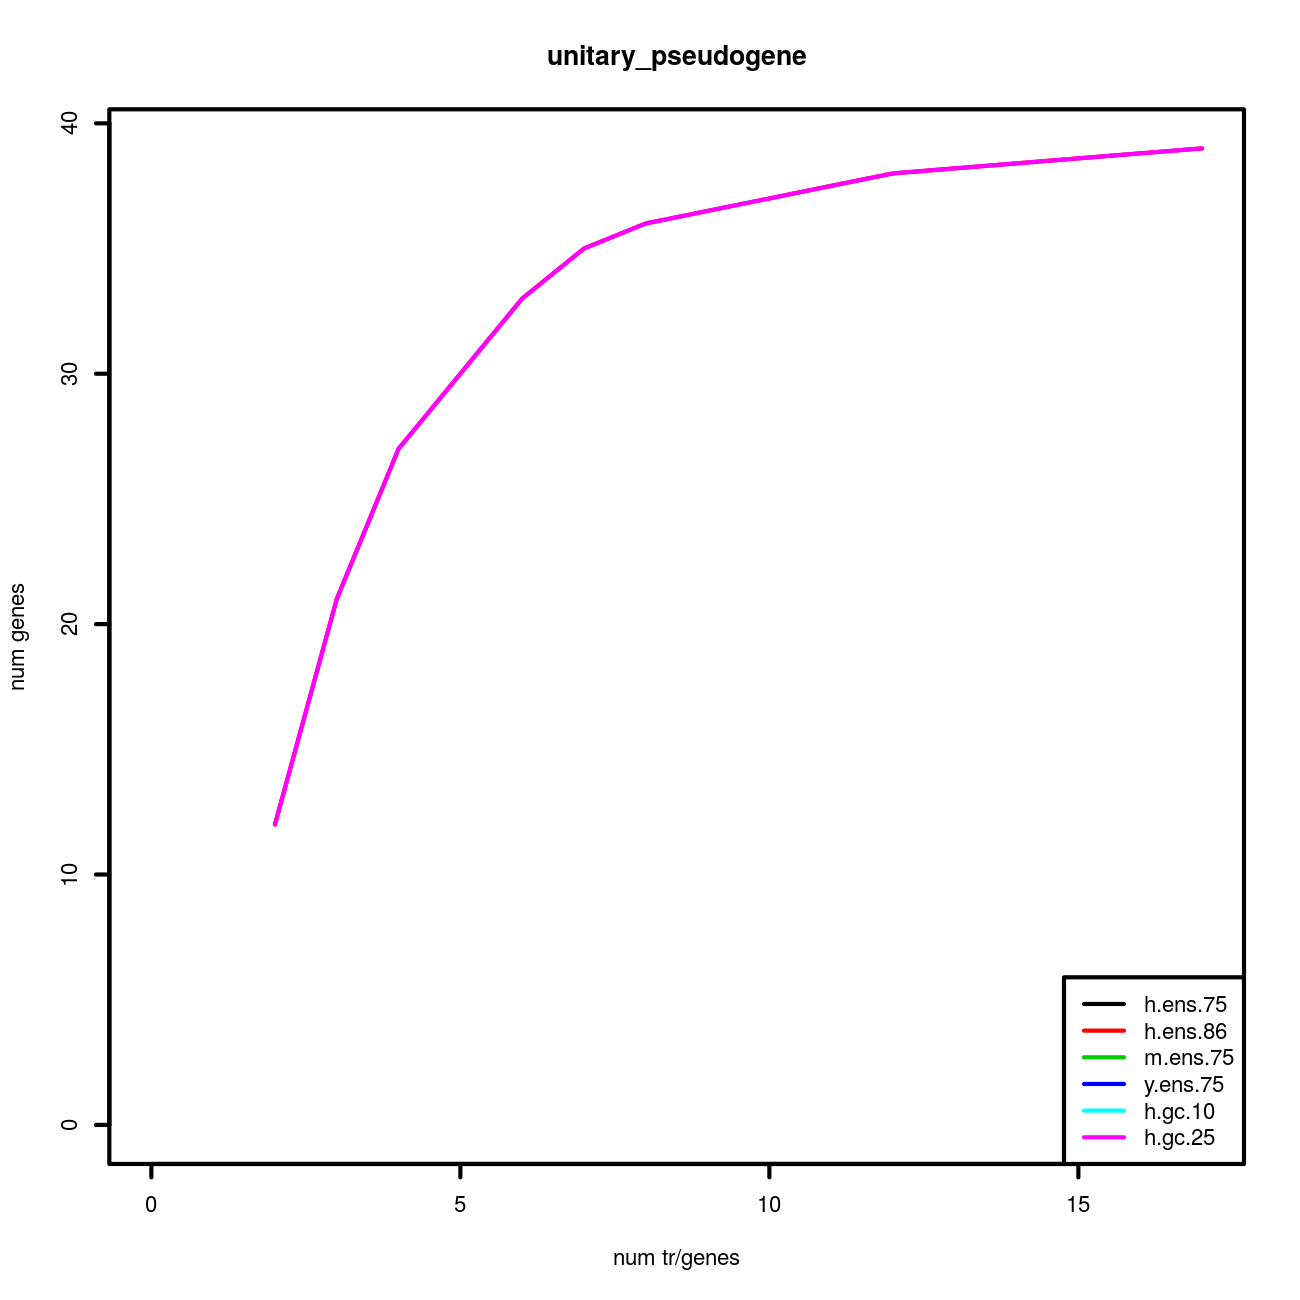 unitary_pseudogene
40
30
20
10
0
num genes
0 5 10 15
num tr/genes
h.ens.75
h.ens.86
m.ens.75
y.ens.75
h.gc.10
h.gc.25